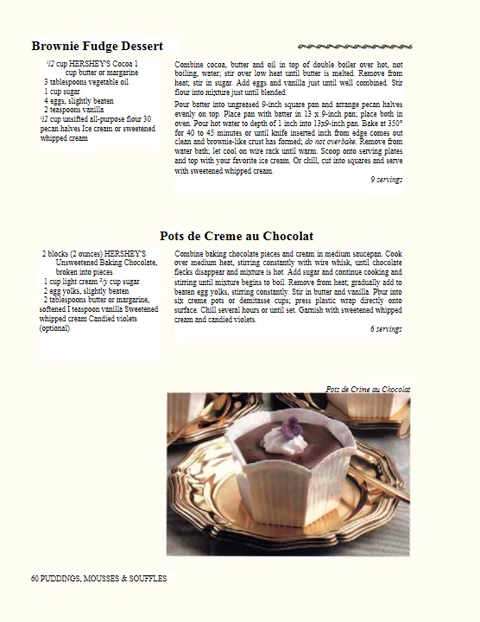 Brownie Fudge Dessert
1/2 cup HERSHEY'S Cocoa 1
cup butter or margarine
3 tablespoons vegetable oil
1 cup sugar
4 eggs, slightly beaten
2 teaspoons vanilla
1/2 cup unsifted all-purpose flour 30
pecan halves Ice cream or sweetened
whipped cream
Combine cocoa, butter and oil in top of double boiler over hot, not
boiling, water; stir over low heat until butter is melted. Remove from
heat; stir in sugar. Add eggs and vanilla just until well combined. Stir
flour into mixture just until blended.
Pour batter into ungreased 9-inch square pan and arrange pecan halves
evenly on top. Place pan with batter in 13 x 9-inch pan; place both in
oven. Pour hot water to depth of 1 inch into 13x9-inch pan. Bake at 350°
for 40 to 45 minutes or until knife inserted inch from edge comes out
clean and brownie-like crust has formed; do not overbake. Remove from
water bath; let cool on wire rack until warm. Scoop onto serving plates
and top with your favorite ice cream. Or chill, cut into squares and serve
with sweetened whipped cream.
9 servings
Pots de Creme au Chocolat
2 blocks (2 ounces) HERSHEY'S
Unsweetened Baking Chocolate,
broken into pieces
1 cup light cream 2/y cup sugar
2 egg yolks, slightly beaten
2 tablespoons butter or margarine,
softened I teaspoon vanilla Sweetened
whipped cream Candied violets
(optional)
Combine baking chocolate pieces and cream in medium saucepan. Cook
over medium heat, stirring constantly with wire whisk, until chocolate
flecks disappear and mixture is hot. Add sugar and continue cooking and
stirring until mixture begins to boil. Remove from heat; gradually add to
beaten egg yolks, stirring constantly. Stir in butter and vanilla. Pour into
six creme pots or demitasse cups; press plastic wrap directly onto
surface. Chill several hours or until set. Garnish with sweetened whipped
cream and candied violets.
6 servings
Pots de Crime au Chocolat
60 PUDDINGS, MOUSSES & SOUFFLES